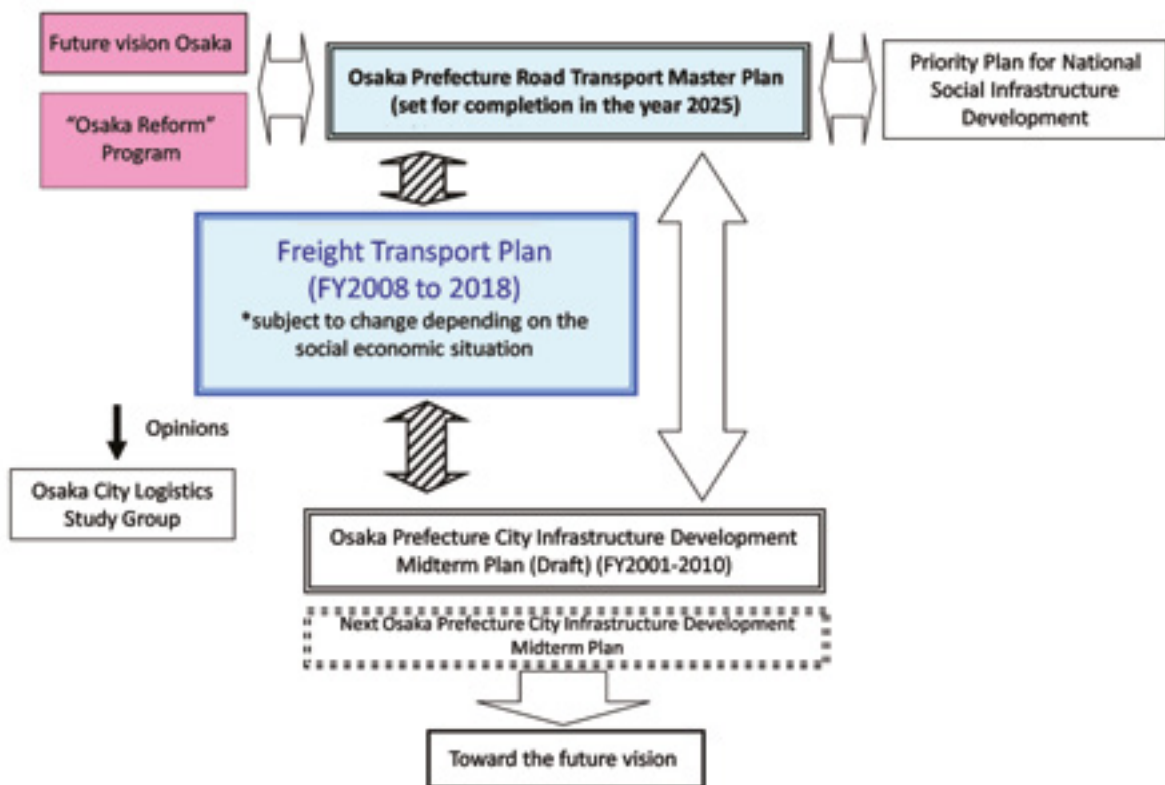 Future vision Osaka
"Osaka Reform"
Program
Osaka Prefecture Road Transport Master Plan
(set for completion in the year 2025)
Priority Plan for National
Social Infrastructure
Development
Freight Transport Plan
(FY2008 to 2018)
*subject to change depending on the
social economic situation
Opinions
Osaka City Logistics
Study Group
Osaka Prefecture City Infrastructure Development
Midterm Plan (Draft) (FY2001-2010)
Next Osaka Prefecture City Infrastructure Development
Midterm Plan
Toward the future vision